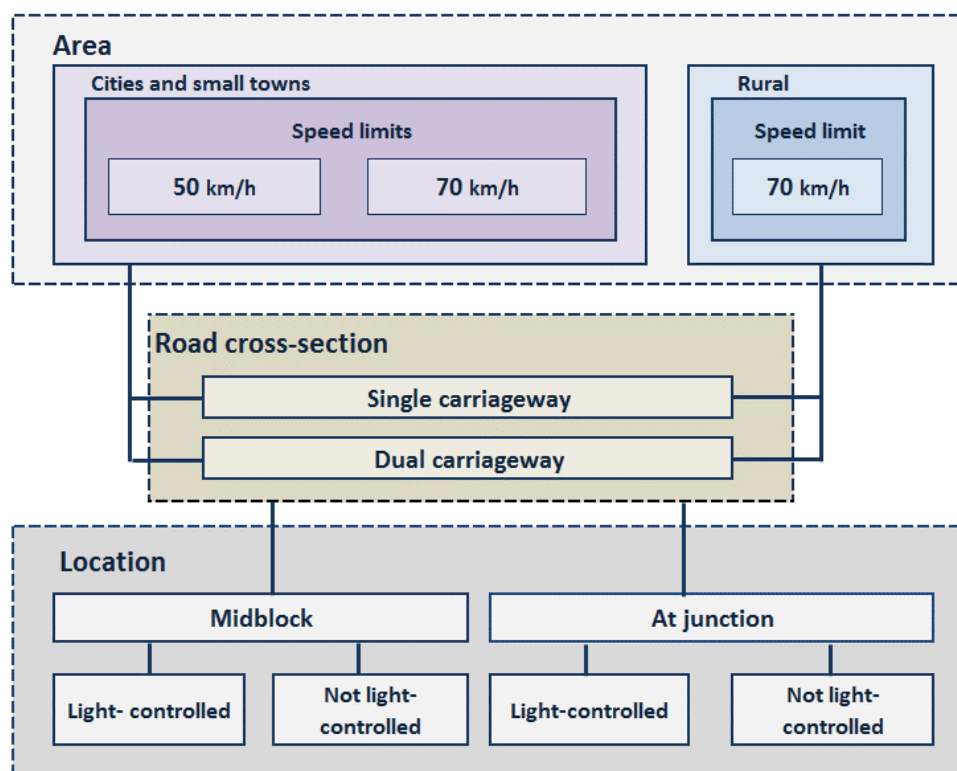 Area
Cities and small towns
Speed limits
50 km/h
70 km/h
Rural
Speed limit
70 km/h
Road cross-section
Single carriageway
Dual carriageway
Location
Midblock
Light- controlled
Not light-
controlled
At junction
Light-controlled
Not light-
controlled